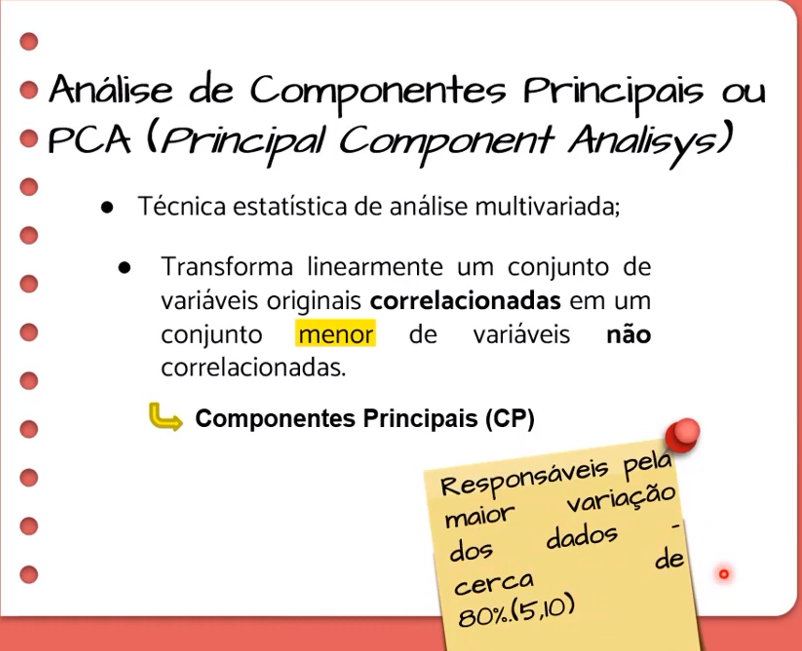 Análise de Componentes Principais ou
PCA (Principal Component Analisys)
● Técnica estatística de análise multivariada;
● Transforma linearmente um conjunto de
variáveis originais correlacionadas em um
conjunto menor de variáveis não
correlacionadas.
Componentes Principais (CP)
Responsáveis pela
maior variação
dos dados -
cerca de
80%.(5,10)